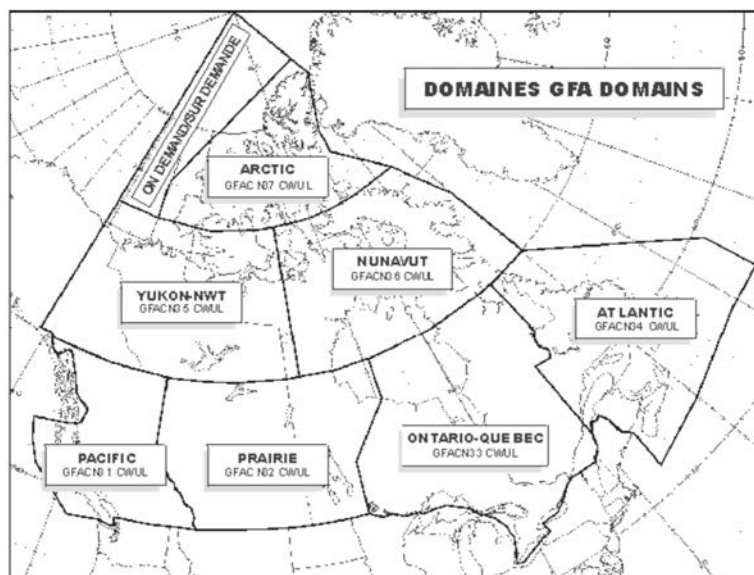 DOMAINES GFA DOMAINS
ON DEMAND/SUR DEMANDE
ARCTIC
GFACN37 CWUL
NUNAVUT
GFACN36 CWUL
YUKON-NWT
GFACN35 CWUL
ATLANTIC
GFACN34 CWUL
ONTARIO-QUEBEC
GFACN33 CWUL
PACIFIC
GFACN31 CWUL
PRAIRIE
GFACN32 CWUL